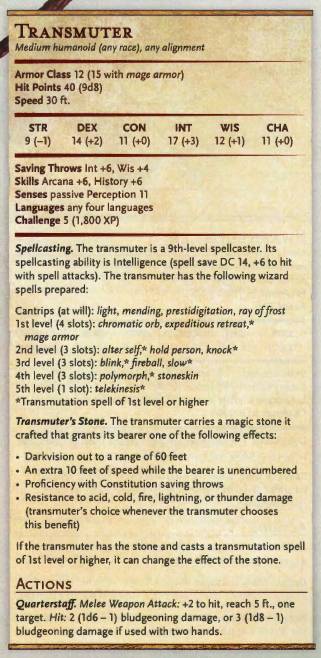 TRANSMUTER
Medium humanoid (any race), any alignment
Armor Class 12 (15 with mage armor)
Hit Points 40 (9d8)
Speed 30 ft.
STR DEX CON INT WIS CHA
9 (–1) 14 (+2) 11 (+0) 17 (+3) 12 (+1) 11 (+0)
Saving Throws Int +6, Wis +4
Skills Arcana +6, History +6
Senses passive Perception 11
Languages any four languages
Challenge 5 (1,800 XP)
Spellcasting. The transmuter is a 9th-level spellcaster. Its
spellcasting ability is Intelligence (spell save DC 14, +6 to hit
with spell attacks). The transmuter has the following wizard
spells prepared:
Cantrips (at will): light, mending, prestidigitation, ray of frost
1st level (4 slots): chromatic orb, expeditious retreat,*
mage armor
2nd level (3 slots): alter self,* hold person, knock*
3rd level (3 slots): blink,* fireball, slow*
4th level (3 slots): polymorph,* stoneskin
5th level (1 slot): telekinesis*
*Transmutation spell of 1st level or higher
Transmuter's Stone. The transmuter carries a magic stone it
crafted that grants its bearer one of the following effects:
• Darkvision out to a range of 60 feet
• An extra 10 feet of speed while the bearer is unencumbered
• Proficiency with Constitution saving throws
• Resistance to acid, cold, fire, lightning, or thunder damage
(transmuter's choice whenever the transmuter chooses
this benefit)
If the transmuter has the stone and casts a transmutation spell
of 1st level or higher, it can change the effect of the stone.
ACTIONS
Quarterstaff. Melee Weapon Attack: +2 to hit, reach 5 ft., one
target. Hit: 2 (1d6 – 1) bludgeoning damage, or 3 (1d8 – 1)
bludgeoning damage if used with two hands.